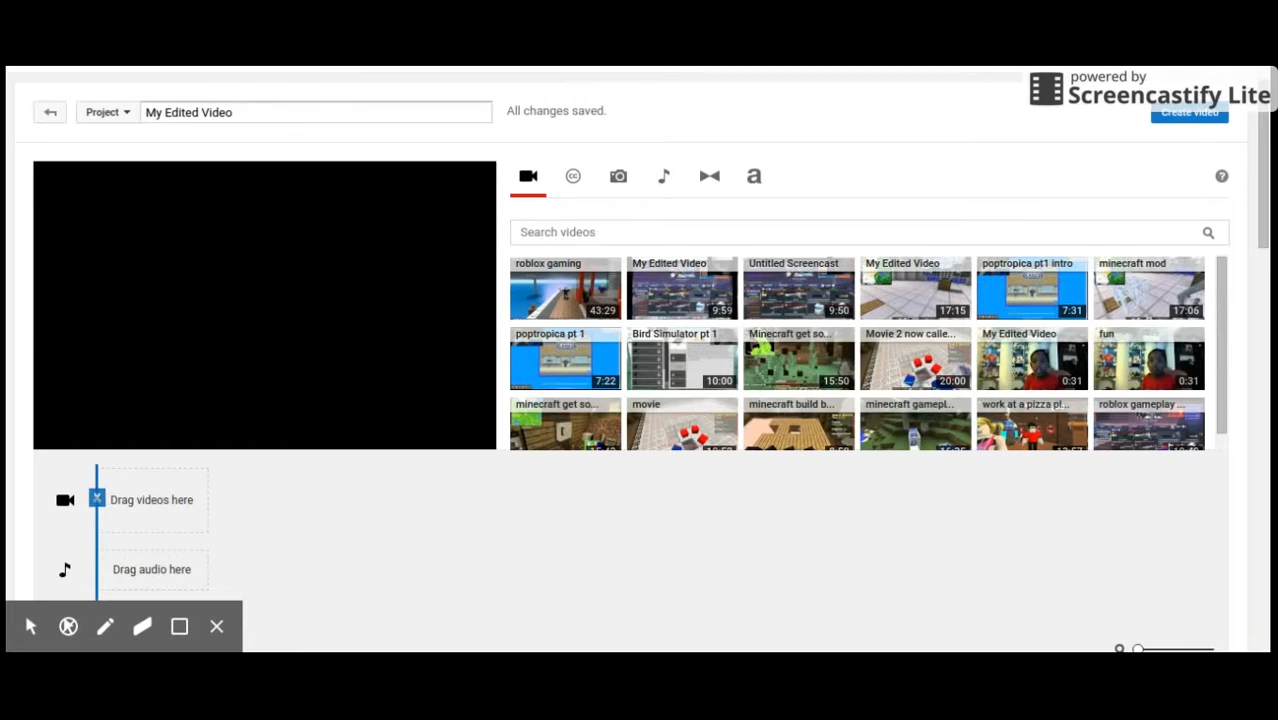 powered by
Screencastify Lite
Project
My Edited Video
All changes saved.
Create video
CC
a
?
Search videos
roblox gaming
My Edited Video
Untitled Screencast
My Edited Video
poptropica pt1 intro
minecraft mod
43:29
9:59
9:50
17:15
7:31
17:06
poptropica pt 1
Bird Simulator pt 1
Minecraft get so...
Movie 2 now calle...
My Edited Video
fun
7:22
10:00
15:50
20:00
0:31
0:31
minecraft get so...
movie
minecraft build b...
minecraft gamepl...
work at a pizza pl...
roblox gameplay ...
Drag videos here
Drag audio here